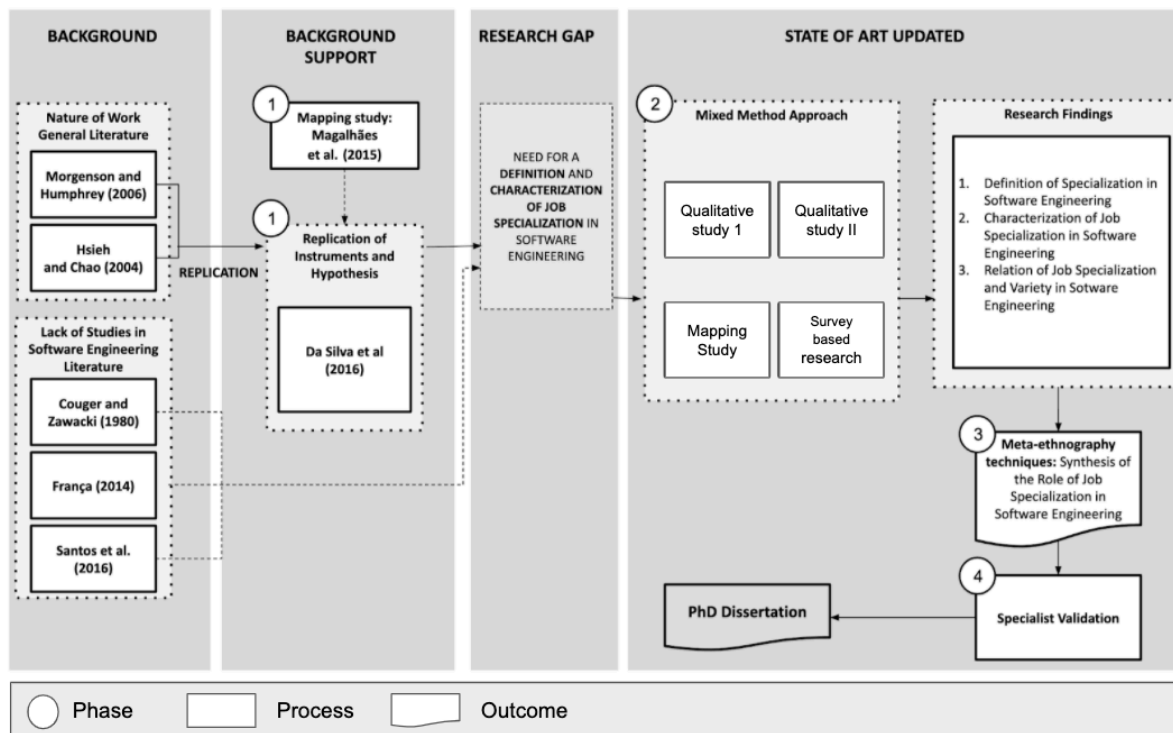 BACKGROUND
Nature of Work
General Literature
Morgenson and
Humphrey (2006)
Hsieh
and Chao (2004)
REPLICATION
Lack of Studies in
Software Engineering
Literature
Couger and
Zawacki (1980)
França (2014)
Santos et al.
(2016)
BACKGROUND
SUPPORT
1
Mapping study:
Magalhães
et al. (2015)
1
Replication of
Instruments and
Hypothesis
Da Silva et al
(2016)
RESEARCH GAP
NEED FOR A
DEFINITION AND
CHARACTERIZATION
OF JOB
SPECIALIZATION IN
SOFTWARE
ENGINEERING
STATE OF ART UPDATED
2
Mixed Method Approach
Qualitative
study 1
Qualitative
study II
Mapping
Study
Survey
based
research
Research Findings
1. Definition of Specialization in
Software Engineering
2. Characterization of Job
Specialization in Software
Engineering
3. Relation of Job Specialization
and Variety in Sotware
Engineering
3
Meta-ethnography
techniques: Synthesis of
the Role of Job
Specialization in
Software Engineering
4
Specialist Validation
PhD Dissertation
Phase
Process
Outcome